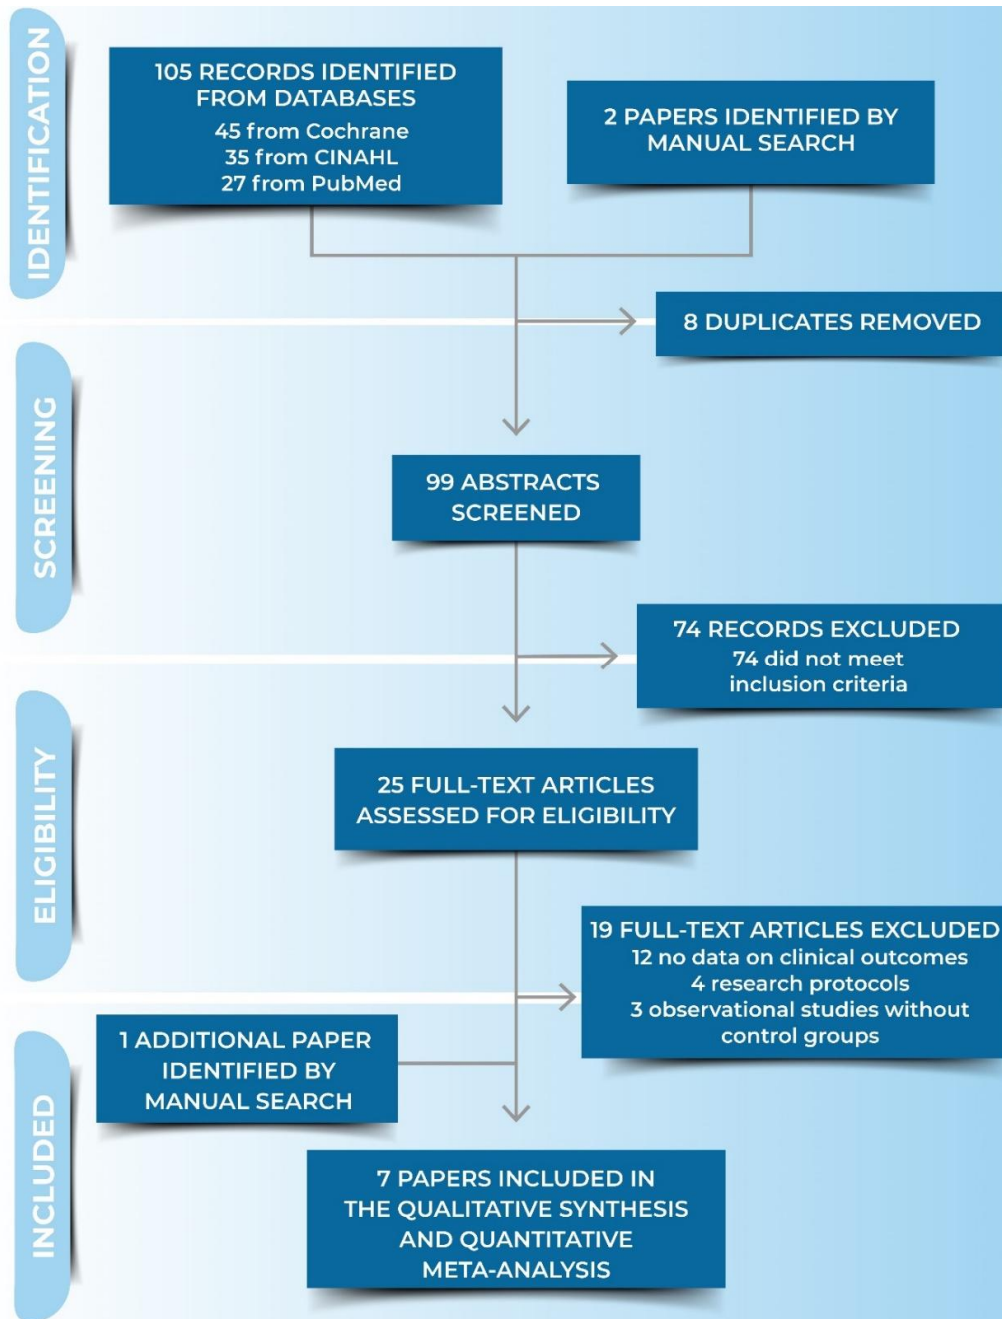 IDENTIFICATION
105 RECORDS IDENTIFIED
FROM DATABASES
45 from Cochrane
35 from CINAHL
27 from PubMed
2 PAPERS IDENTIFIED BY
MANUAL SEARCH
8 DUPLICATES REMOVED
SCREENING
99 ABSTRACTS
SCREENED
74 RECORDS EXCLUDED
74 did not meet
inclusion criteria
ELIGIBILITY
25 FULL-TEXT ARTICLES
ASSESSED FOR ELIGIBILITY
19 FULL-TEXT ARTICLES EXCLUDED
12 no data on clinical outcomes
4 research protocols
3 observational studies without
control groups
INCLUDED
1 ADDITIONAL PAPER
IDENTIFIED BY
MANUAL SEARCH
7 PAPERS INCLUDED IN
THE QUALITATIVE SYNTHESIS
AND QUANTITATIVE
META-ANALYSIS